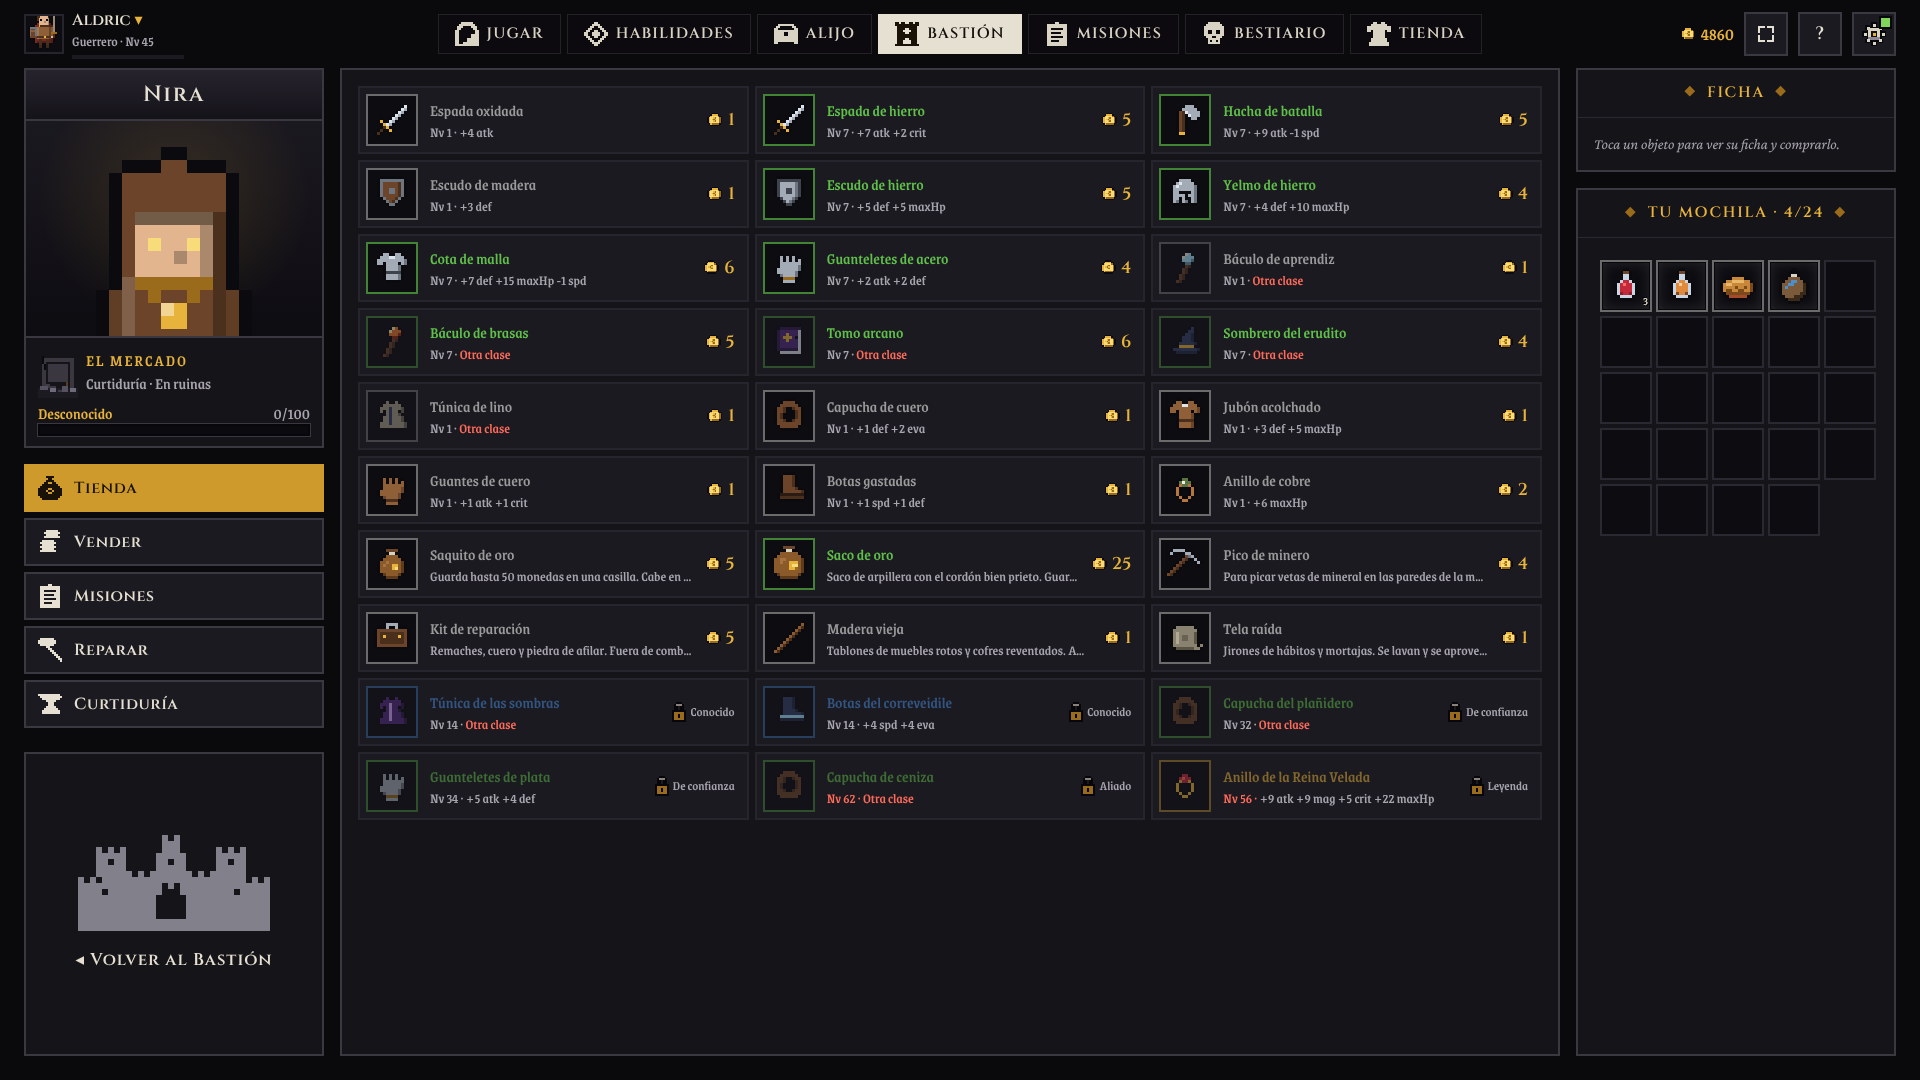 ALDRIC ▾
Guerrero · Nv 45
JUGAR
HABILIDADES
ALIJO
BASTIÓN
MISIONES
BESTIARIO
TIENDA
4860
?
NIRA
EL MERCADO
Curtiduría · En ruinas
Desconocido 0/100
TIENDA
VENDER
MISIONES
REPARAR
CURTIDURÍA
◂ VOLVER AL BASTIÓN
Espada oxidada
Nv 1 · +4 atk
1
Espada de hierro
Nv 7 · +7 atk +2 crit
5
Hacha de batalla
Nv 7 · +9 atk -1 spd
5
Escudo de madera
Nv 1 · +3 def
1
Escudo de hierro
Nv 7 · +5 def +5 maxHp
5
Yelmo de hierro
Nv 7 · +4 def +10 maxHp
4
Cota de malla
Nv 7 · +7 def +15 maxHp -1 spd
6
Guanteletes de acero
Nv 7 · +2 atk +2 def
4
Báculo de aprendiz
Nv 1 · Otra clase
1
Báculo de brasas
Nv 7 · Otra clase
5
Tomo arcano
Nv 7 · Otra clase
6
Sombrero del erudito
Nv 7 · Otra clase
4
Túnica de lino
Nv 1 · Otra clase
1
Capucha de cuero
Nv 1 · +1 def +2 eva
1
Jubón acolchado
Nv 1 · +3 def +5 maxHp
1
Guantes de cuero
Nv 1 · +1 atk +1 crit
1
Botas gastadas
Nv 1 · +1 spd +1 def
1
Anillo de cobre
Nv 1 · +6 maxHp
2
Saquito de oro
Guarda hasta 50 monedas en una casilla. Cabe en ...
5
Saco de oro
Saco de arpillera con el cordón bien prieto. Guar...
25
Pico de minero
Para picar vetas de mineral en las paredes de la m...
4
Kit de reparación
Remaches, cuero y piedra de afilar. Fuera de comb...
5
Madera vieja
Tablones de muebles rotos y cofres reventados. A...
1
Tela raída
Jirones de hábitos y mortajas. Se lavan y se aprove...
1
Túnica de las sombras
Nv 14 · Otra clase
Conocido
Botas del correveidile
Nv 14 · +4 spd +4 eva
Conocido
Capucha del plañidero
Nv 32 · Otra clase
De confianza
Guanteletes de plata
Nv 34 · +5 atk +4 def
De confianza
Capucha de ceniza
Nv 62 · Otra clase
Aliado
Anillo de la Reina Velada
Nv 56 · +9 atk +9 mag +5 crit +22 maxHp
Leyenda
◆ FICHA ◆
Toca un objeto para ver su ficha y comprarlo.
◆ TU MOCHILA · 4/24 ◆
3